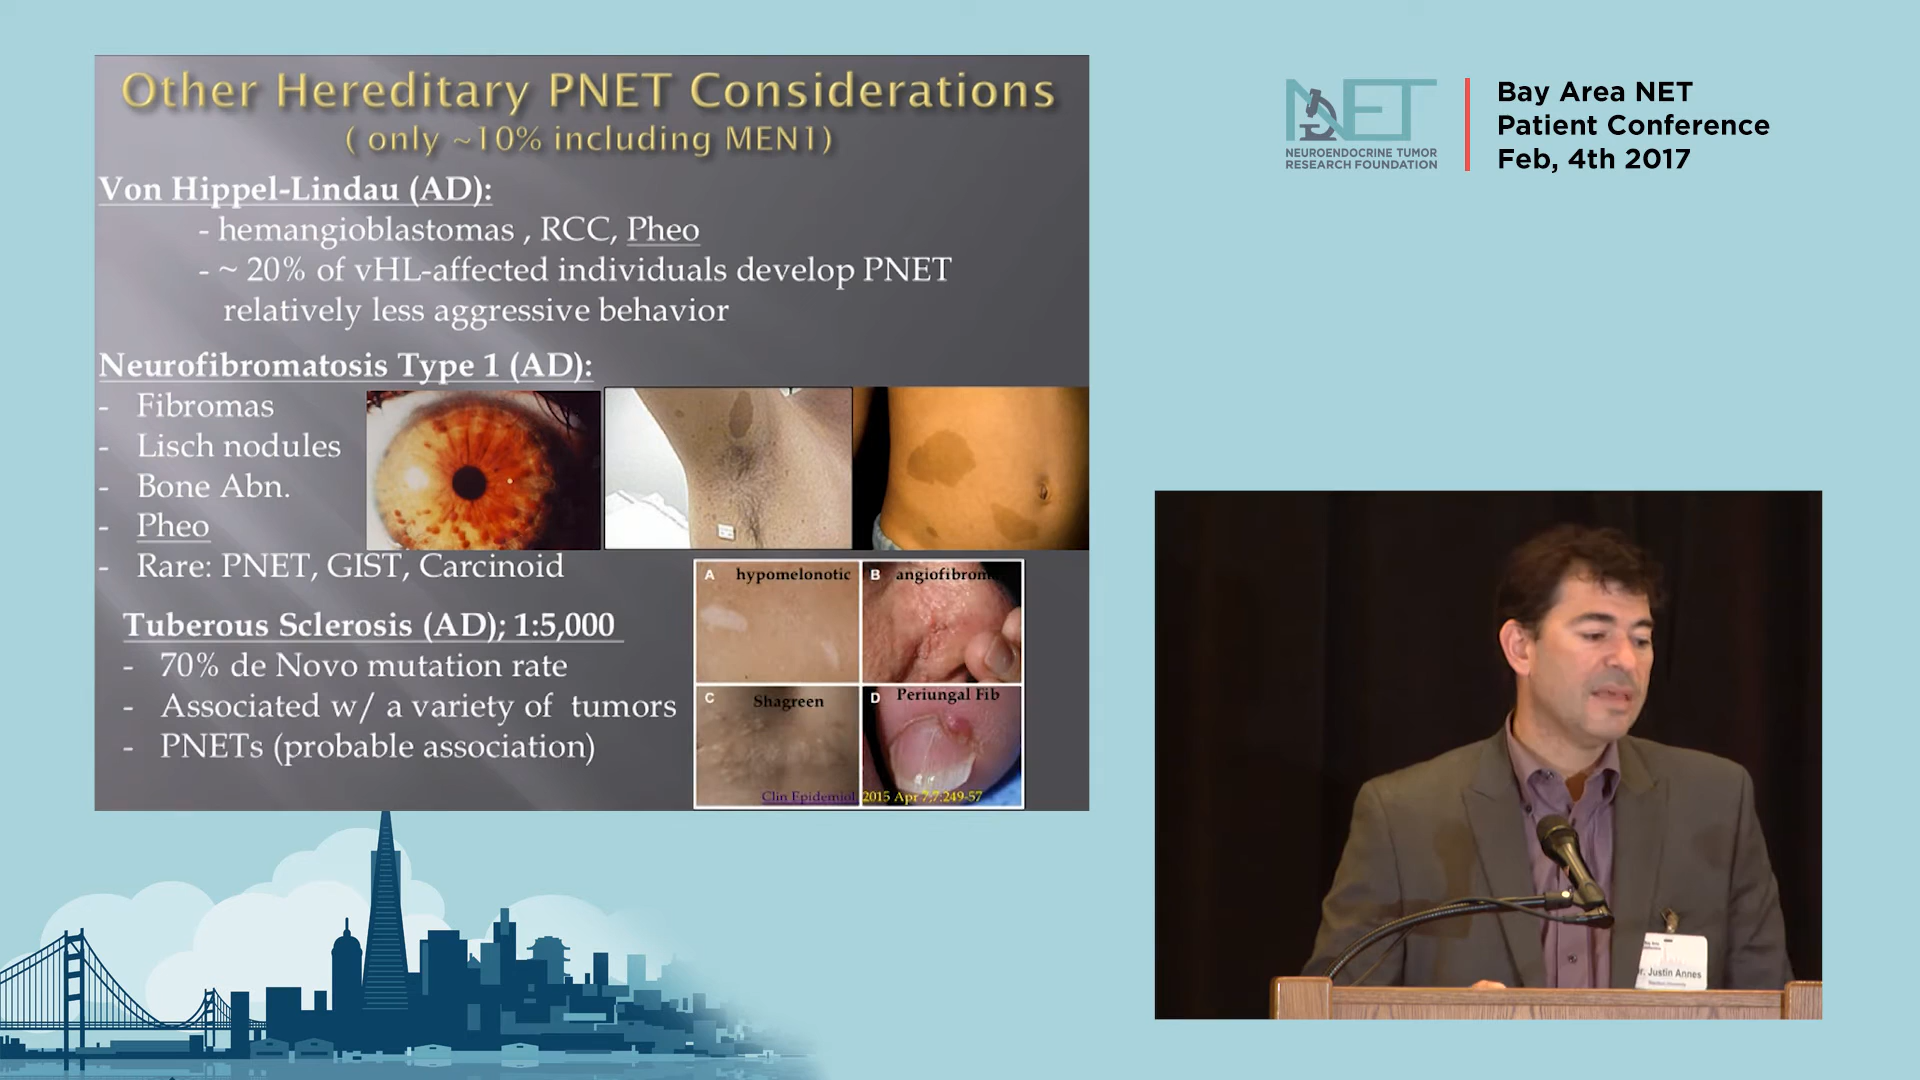 Other Hereditary PNET Considerations
( only ~10% including MEN1)
Von Hippel-Lindau (AD):
- hemangioblastomas , RCC, Pheo
- ~ 20% of vHL-affected individuals develop PNET
relatively less aggressive behavior
Neurofibromatosis Type 1 (AD):
- Fibromas
- Lisch nodules
- Bone Abn.
- Pheo
- Rare: PNET, GIST, Carcinoid
Tuberous Sclerosis (AD); 1:5,000
- 70% de Novo mutation rate
- Associated w/ a variety of tumors
- PNETs (probable association)
A hypomelonotic
B angiofibrom
C Shagreen
D Periungal Fib
Clin Epidemiol 2015 Apr 7;7:249-57
NET
NEUROENDOCRINE TUMOR
RESEARCH FOUNDATION
Bay Area NET
Patient Conference
Feb, 4th 2017
r. Justin Annes